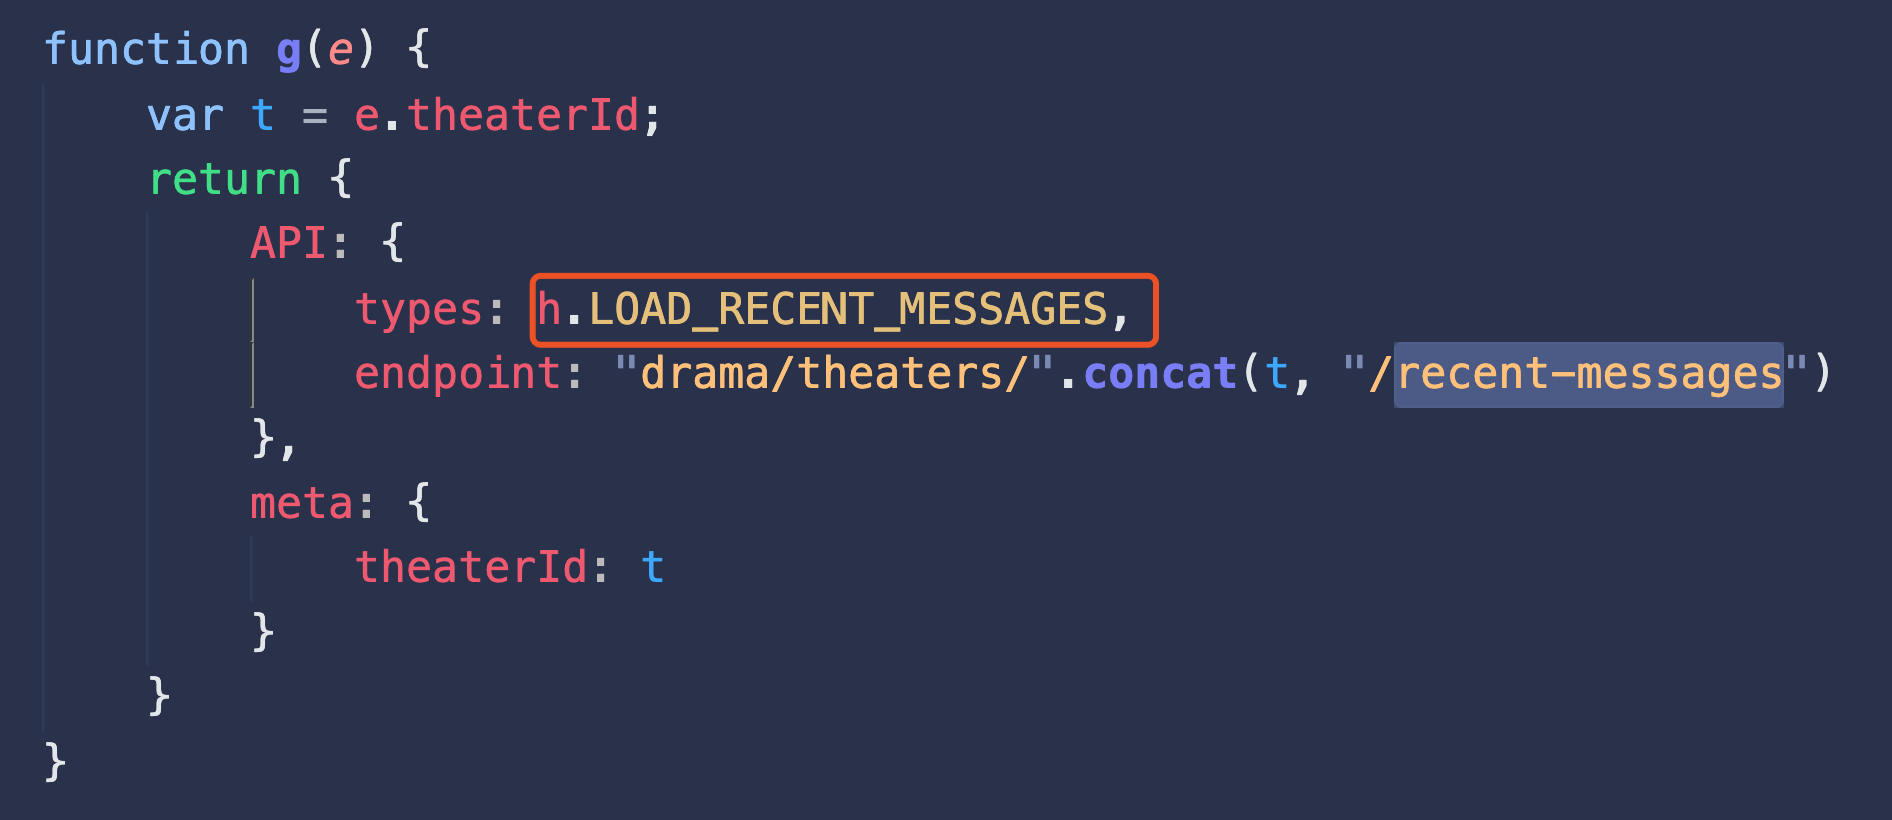 function g(e) {
var t = e.theaterId;
return {
API: {
types: h.LOAD_RECENT_MESSAGES,
endpoint: "drama/theaters/".concat(t, "/recent-messages")
},
meta: {
theaterId: t
}
}
}